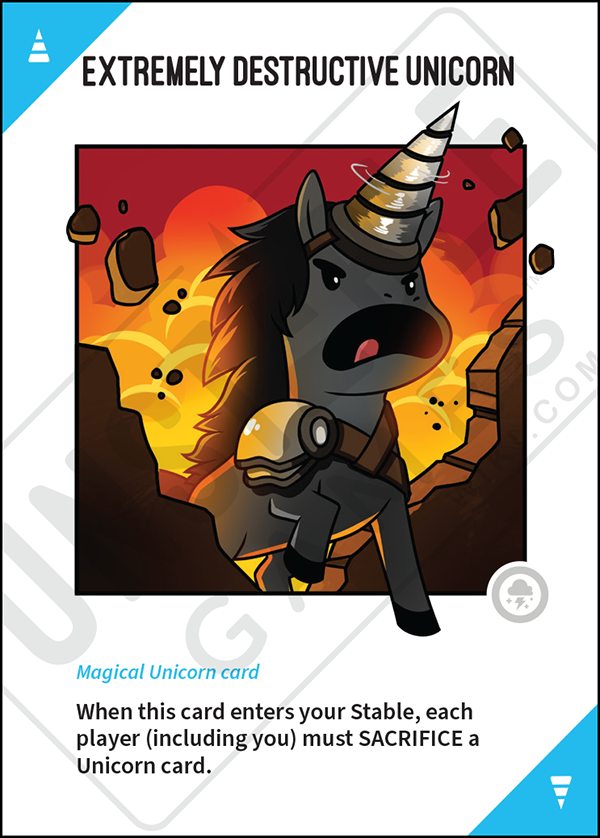 EXTREMELY DESTRUCTIVE UNICORN
Magical Unicorn card
When this card enters your Stable, each
player (including you) must SACRIFICE a
Unicorn card.